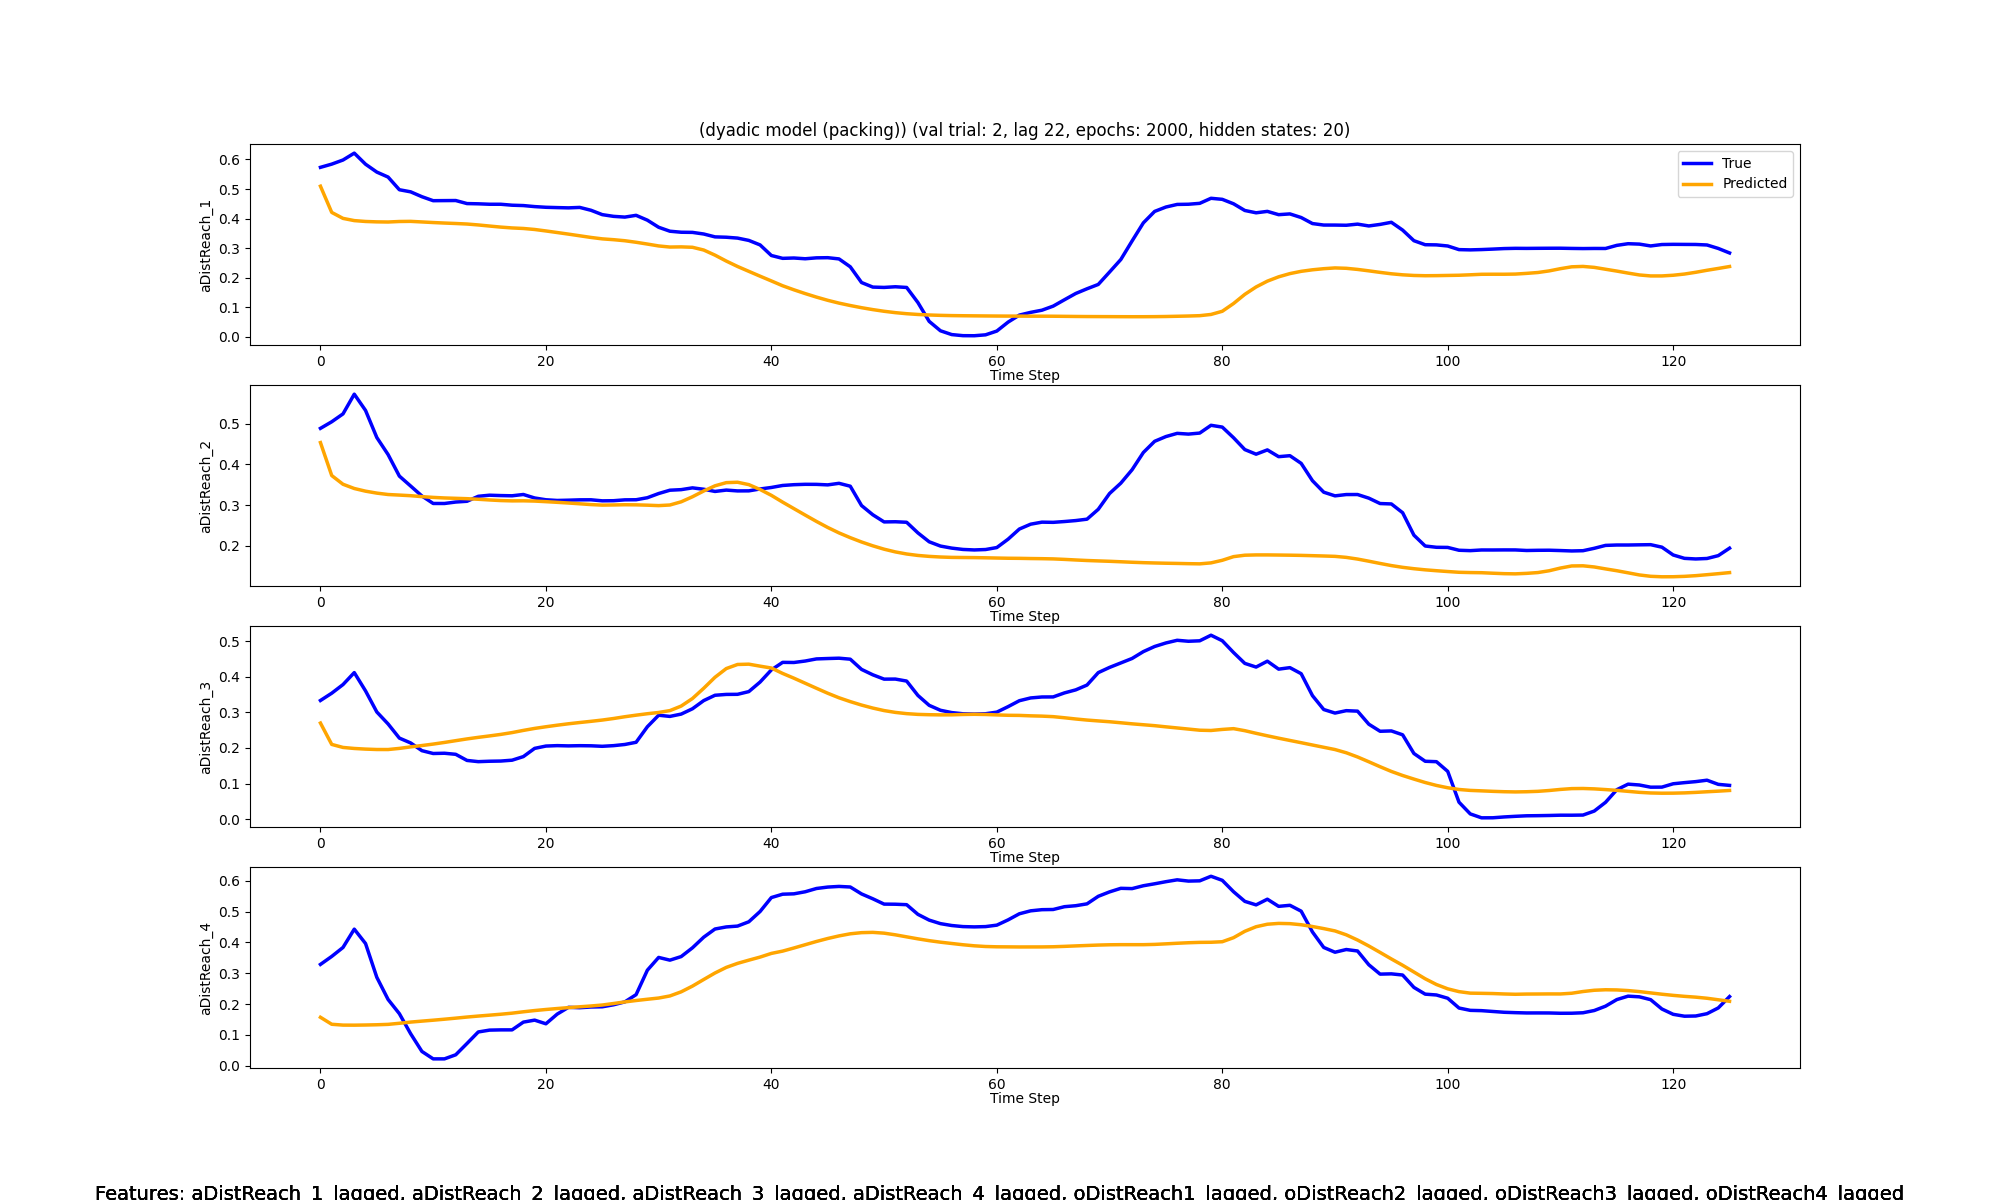 (dyadic model (packing)) (val trial: 2, lag 22, epochs: 2000, hidden states: 20)
True
Predicted
aDistReach_1
0.6
0.5
0.4
0.3
0.2
0.1
0.0
0 20 40 60 80 100 120
Time Step
aDistReach_2
0.5
0.4
0.3
0.2
0 20 40 60 80 100 120
Time Step
aDistReach_3
0.5
0.4
0.3
0.2
0.1
0.0
0 20 40 60 80 100 120
Time Step
aDistReach_4
0.6
0.5
0.4
0.3
0.2
0.1
0.0
0 20 40 60 80 100 120
Time Step
Features: aDistReach_1_lagged, aDistReach_2_lagged, aDistReach_3_lagged, aDistReach_4_lagged, oDistReach1_lagged, oDistReach2_lagged, oDistReach3_lagged, oDistReach4_lagged